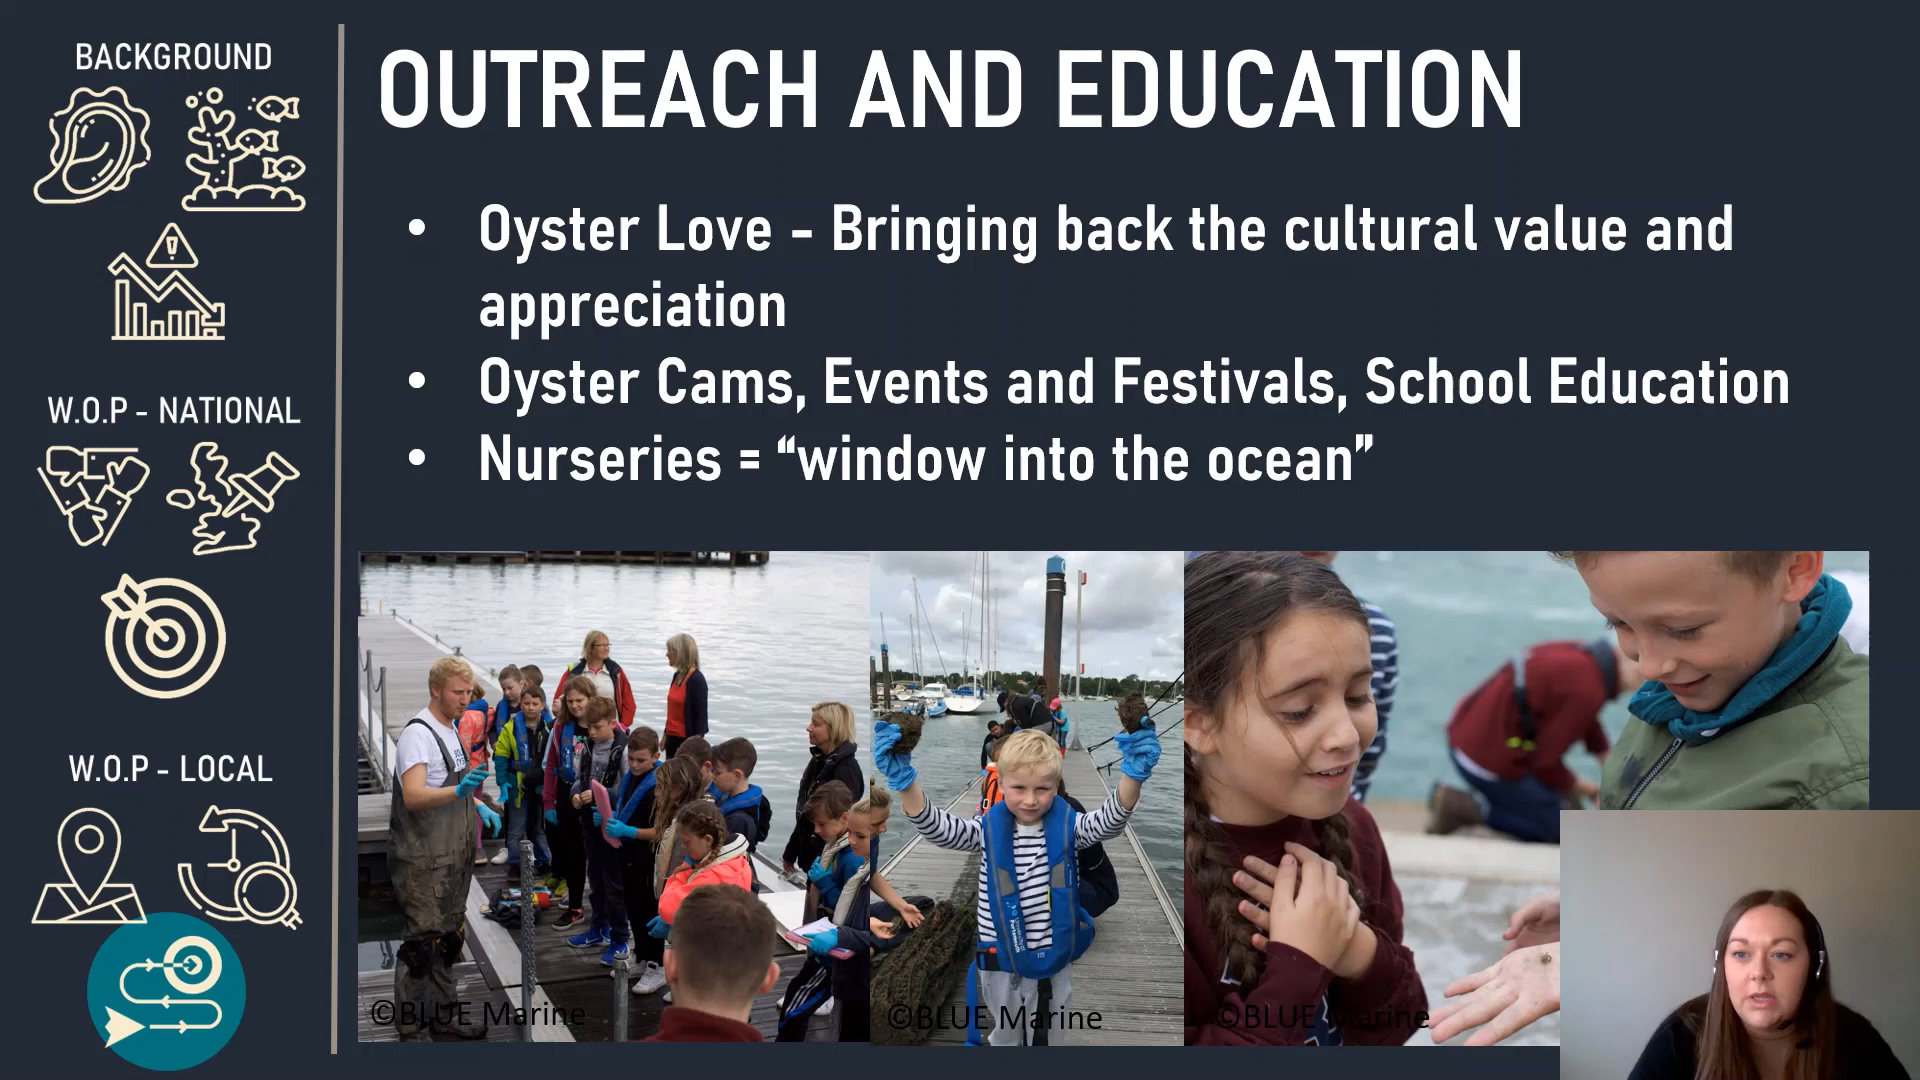 BACKGROUND
W.O.P - NATIONAL
W.O.P - LOCAL
OUTREACH AND EDUCATION
• Oyster Love - Bringing back the cultural value and
appreciation
• Oyster Cams, Events and Festivals, School Education
• Nurseries = “window into the ocean”
©BLUE Marine
©BLUE Marine
©BLUE Marine